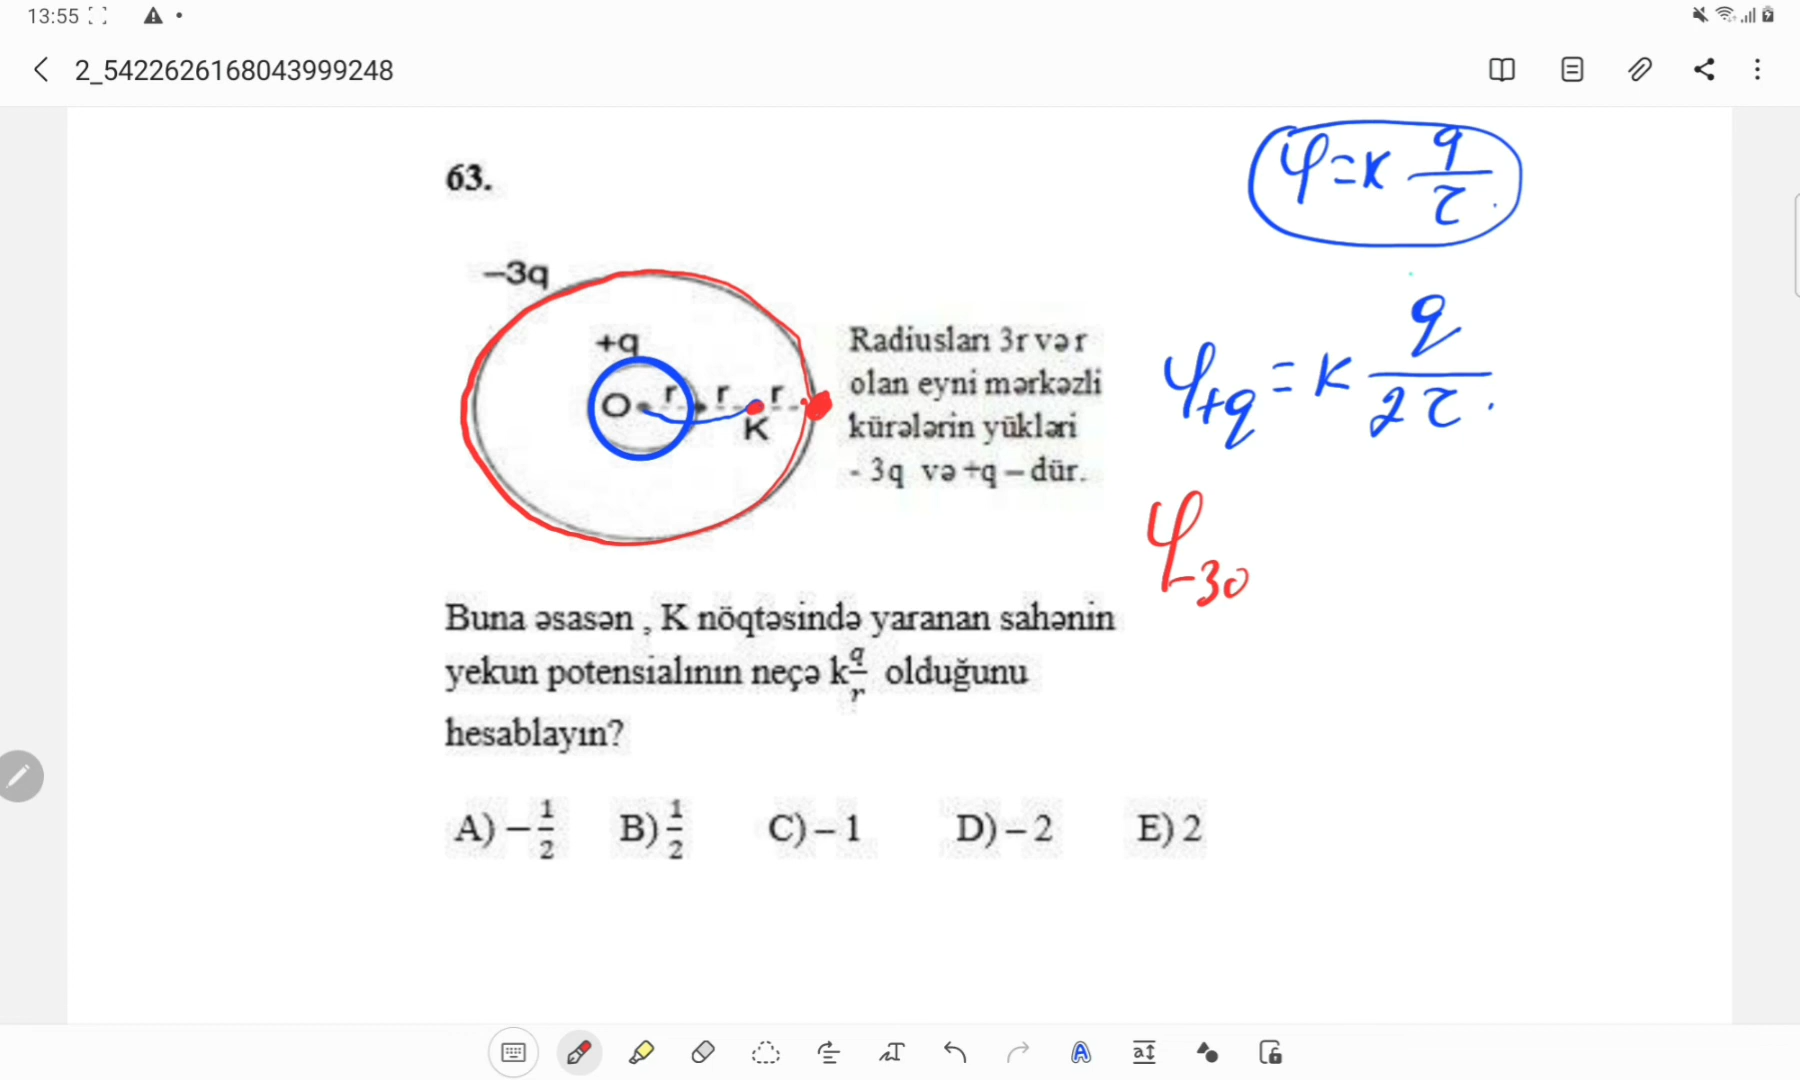 13:55
2_5422626168043999248
63.
−3q
+q
O r r r
K
Radiusları 3r və r
olan eyni mərkəzli
kürələrin yükləri
- 3q və +q – dür.
φ = k q/r
φ+q = k q/2r
φ-30
Buna əsasən , K nöqtəsində yaranan sahənin
yekun potensialının neçə k q/r olduğunu
hesablayın?
A) − 1/2 B) 1/2 C) – 1 D) – 2 E) 2